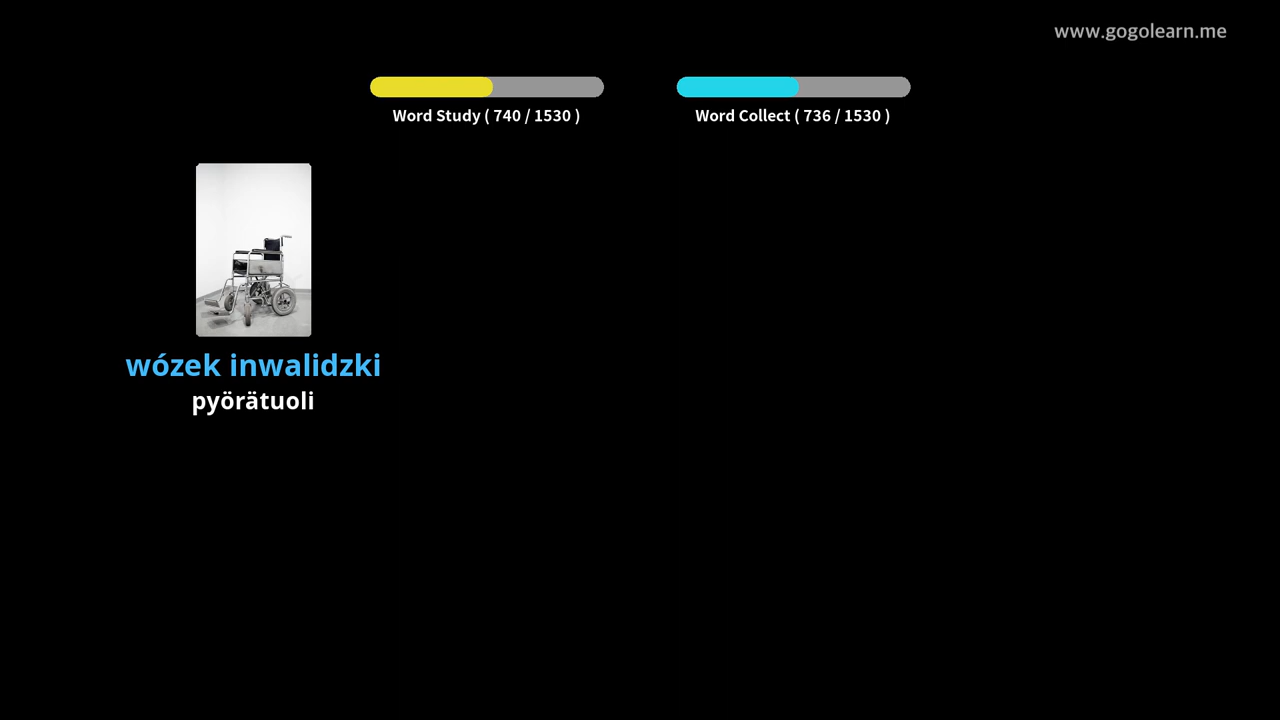 www.gogolearn.me
Word Study ( 740 / 1530 )
Word Collect ( 736 / 1530 )
wózek inwalidzki
pyörätuoli